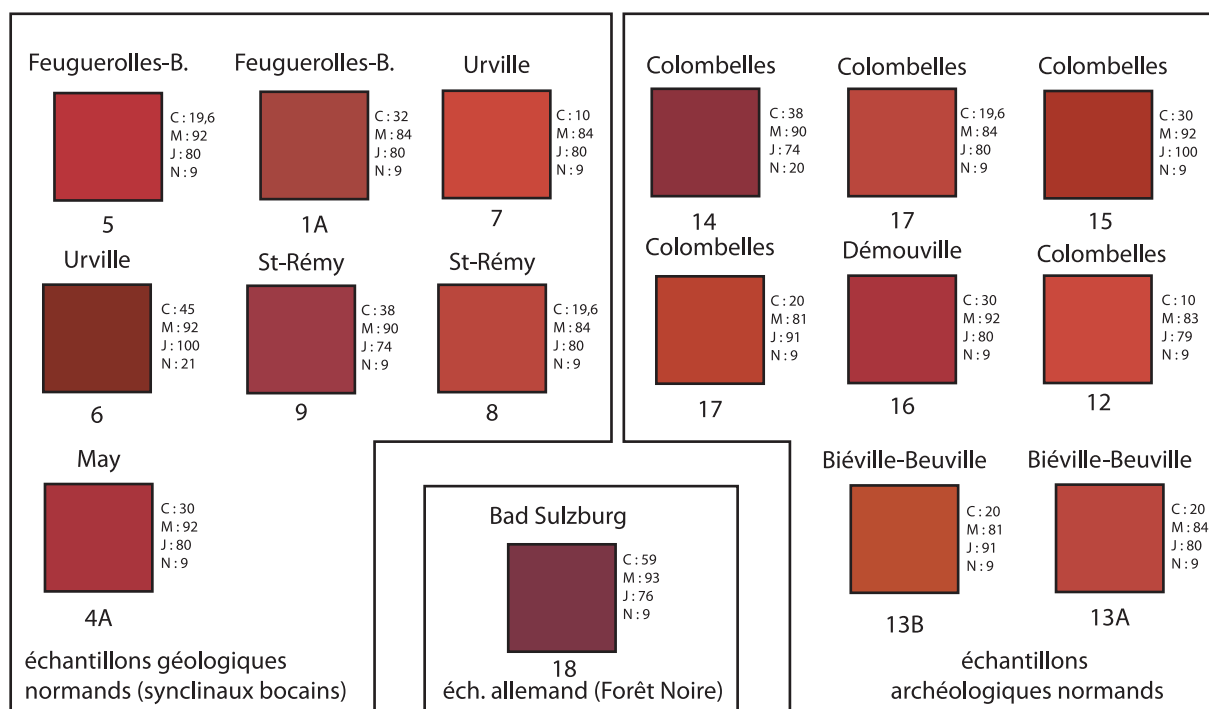 Feuguerolles-B.
C : 19,6
M : 92
J : 80
N : 9
5
Feuguerolles-B.
C : 32
M : 84
J : 80
N : 9
1A
Urville
C : 10
M : 84
J : 80
N : 9
7
Urville
C : 45
M : 92
J : 100
N : 21
6
St-Rémy
C : 38
M : 90
J : 74
N : 9
9
St-Rémy
C : 19,6
M : 84
J : 80
N : 9
8
May
C : 30
M : 92
J : 80
N : 9
4A
échantillons géologiques
normands (synclinaux bocains)
Bad Sulzburg
C : 59
M : 93
J : 76
N : 9
18
éch. allemand (Forêt Noire)
Colombelles
C : 38
M : 90
J : 74
N : 20
14
Colombelles
C : 19,6
M : 84
J : 80
N : 9
17
Colombelles
C : 30
M : 92
J : 100
N : 9
15
Colombelles
C : 20
M : 81
J : 91
N : 9
17
Démouville
C : 30
M : 92
J : 80
N : 9
16
Colombelles
C : 10
M : 83
J : 79
N : 9
12
Biéville-Beuville
C : 20
M : 81
J : 91
N : 9
13B
Biéville-Beuville
C : 20
M : 84
J : 80
N : 9
13A
échantillons
archéologiques normands